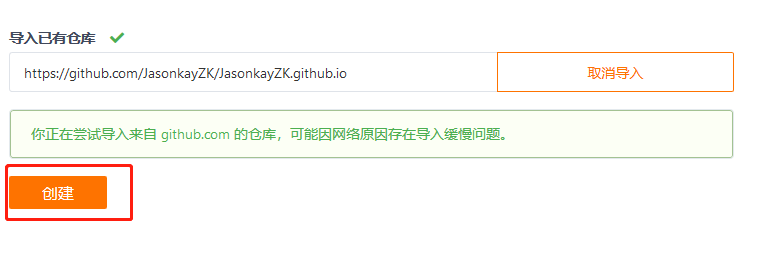 导入已有仓库
https://github.com/JasonkayZK/JasonkayZK.github.io 取消导入
你正在尝试导入来自 github.com 的仓库，可能因网络原因存在导入缓慢问题。
创建